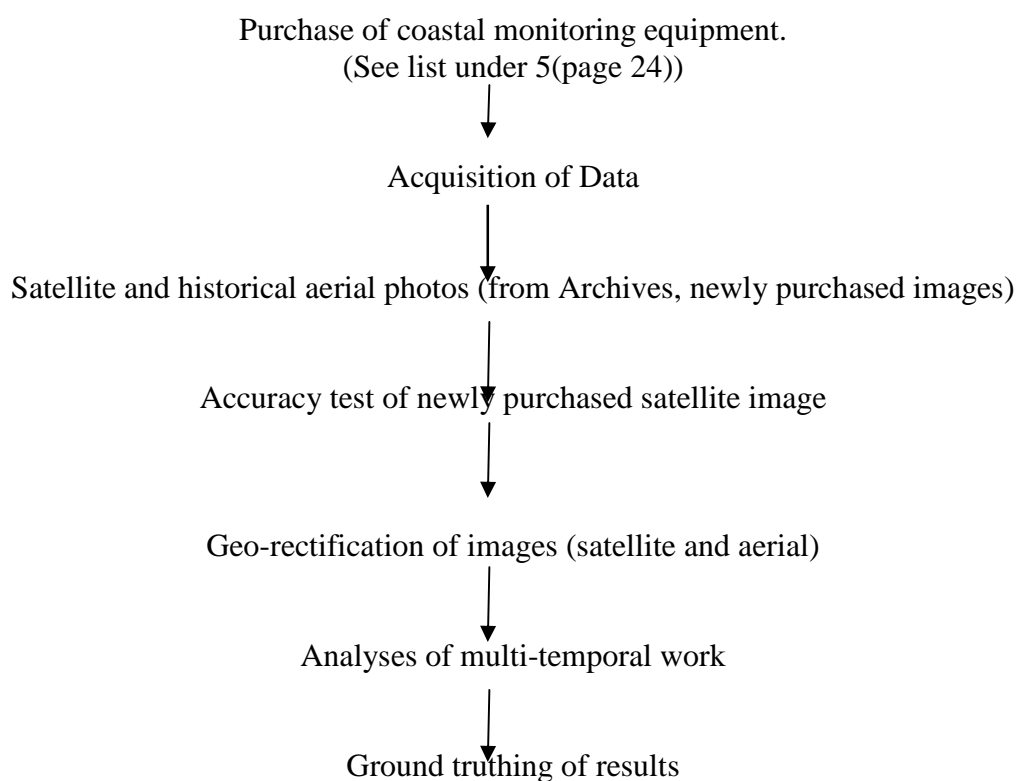 Purchase of coastal monitoring equipment.
(See list under 5(page 24))
Acquisition of Data
Satellite and historical aerial photos (from Archives, newly purchased images)
Accuracy test of newly purchased satellite image
Geo-rectification of images (satellite and aerial)
Analyses of multi-temporal work
Ground truthing of results